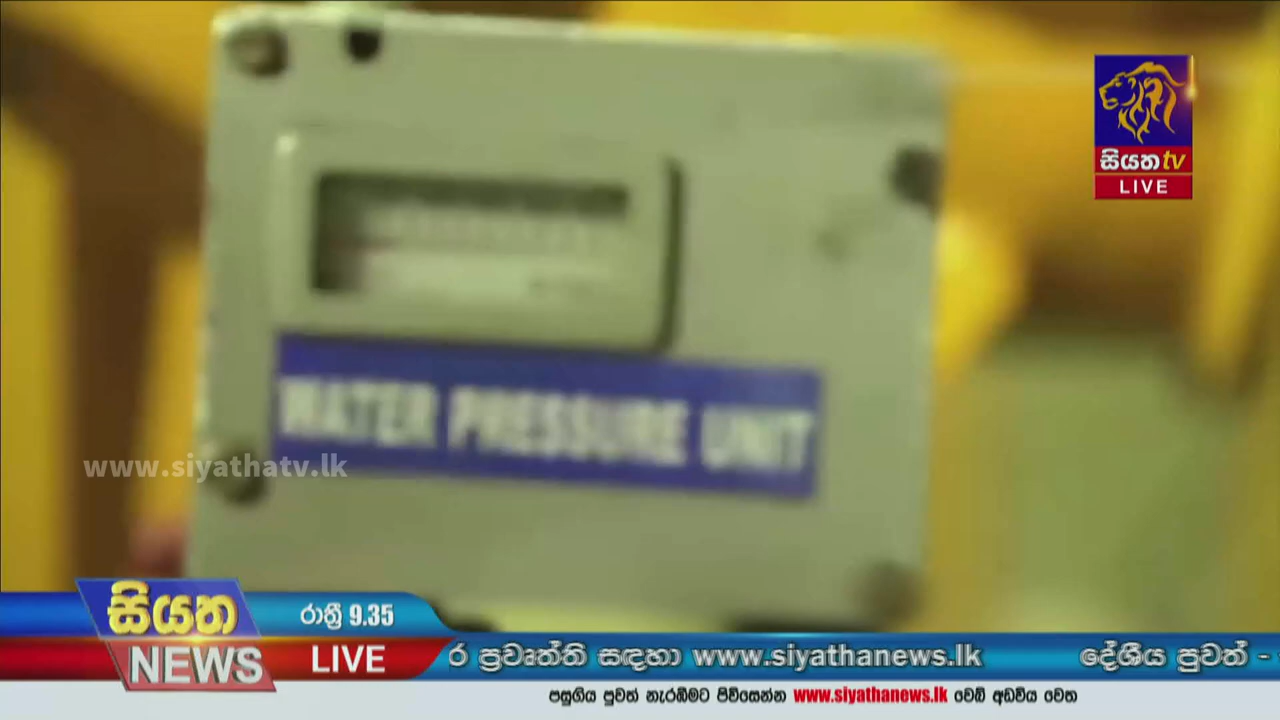 සියත tv
LIVE
WATER PRESSURE UNIT
www.siyathatv.lk
සියත
NEWS
රාත්‍රී 9.35
LIVE
ර ප්‍රවෘත්ති සඳහා www.siyathanews.lk
දේශීය පුවත් -
පසුගිය පුවත් නැරඹීමට පිවිසෙන්න www.siyathanews.lk වෙබ් අඩවිය වෙත